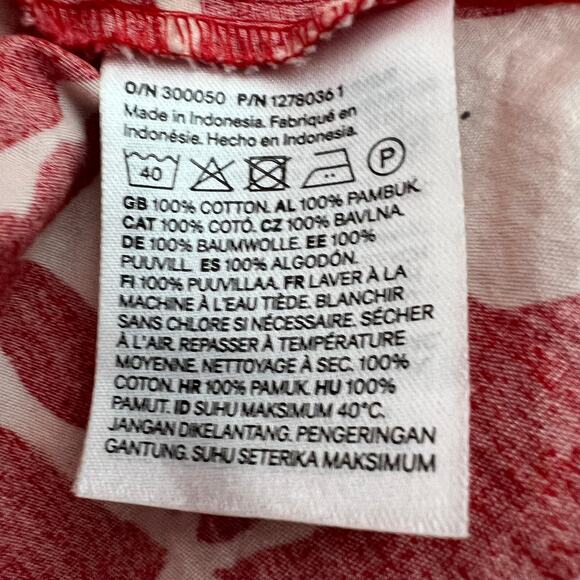 O/N 300050 P/N 12780361
Made in Indonesia. Fabriqué en
Indonésie. Hecho en Indonesia.
40 P
GB 100% COTTON. AL 100% PAMBUK.
CAT 100% COTÓ. CZ 100% BAVLNA.
DE 100% BAUMWOLLE. EE 100%
PUUVILL. ES 100% ALGODÓN.
FI 100% PUUVILLAA. FR LAVER À LA
MACHINE À L'EAU TIÈDE. BLANCHIR
SANS CHLORE SI NÉCESSAIRE. SÉCHER
À L'AIR. REPASSER À TEMPÉRATURE
MOYENNE. NETTOYAGE À SEC. 100%
COTON. HR 100% PAMUK. HU 100%
PAMUT. ID SUHU MAKSIMUM 40°C.
JANGAN DIKELANTANG. PENGERINGAN
GANTUNG. SUHU SETERIKA MAKSIMUM